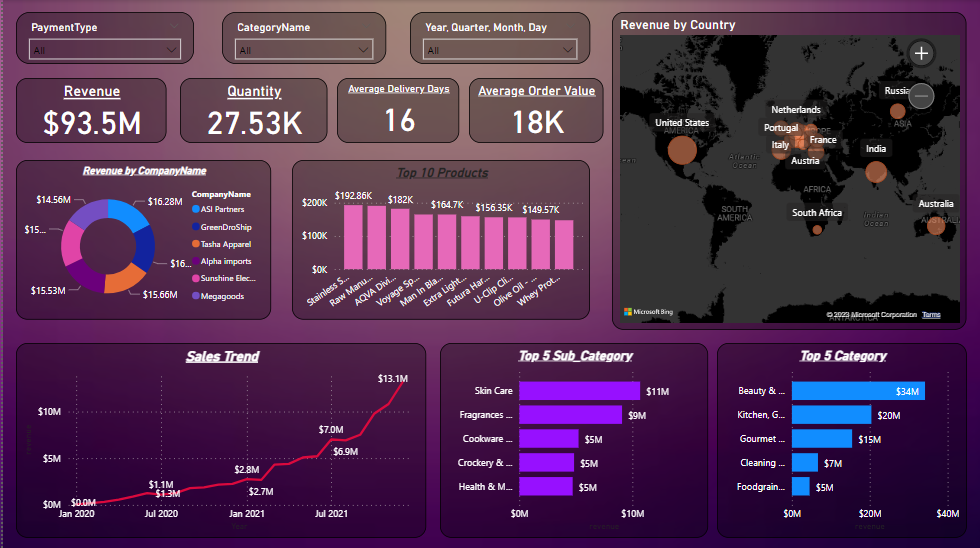 PaymentType
All
CategoryName
All
Year, Quarter, Month, Day
All
Revenue
$93.5M
Quantity
27.53K
Average Delivery Days
16
Average Order Value
18K
Revenue by Country
United States
AMERICA
Netherlands
Portugal
Italy
France
Austria
Russia
ASIA
India
Atlantic
Ocean
AFRICA
SOUTH
AMERICA
South Africa
Indian
Ocean
Australia
Microsoft Bing
© 2023 Microsoft Corporation Terms
Revenue by CompanyName
$14.56M
$16.28M
$15...
$16...
$15.53M
$15.66M
CompanyName
ASI Partners
GreenDroShip
Tasha Apparel
Alpha imports
Sunshine Elec...
Megagoods
Top 10 Products
$200K
$100K
$0K
$192.86K
$182K
$164.7K
$156.35K
$149.57K
Stainless S...
Raw Manu...
AQVA Divi...
Voyage Sp...
Man In Bla...
Extra Light...
Futura Har...
U-Clip Cli...
Olive Oil - ...
Whey Prot...
Sales Trend
$10M
$5M
$0M
$0.0M
$1.1M
$1.3M
$2.8M
$2.7M
$7.0M
$6.9M
$13.1M
Jan 2020
Jul 2020
Jan 2021
Jul 2021
Year
Top 5 Sub_Category
Skin Care
$11M
Fragrances ...
$9M
Cookware ...
$5M
Crockery & ...
$5M
Health & M...
$5M
$0M
$10M
revenue
Top 5 Category
Beauty & ...
$34M
Kitchen, G...
$20M
Gourmet ...
$15M
Cleaning ...
$7M
Foodgrain...
$5M
$0M
$20M
$40M
revenue